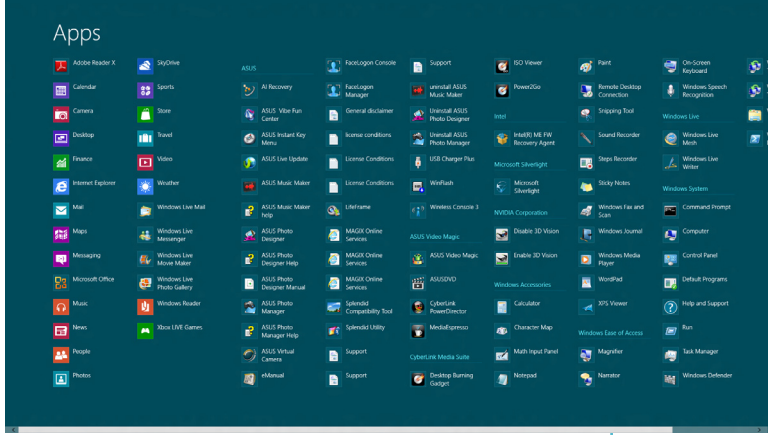 Apps
Adobe Reader X
Calendar
Camera
Desktop
Finance
Internet Explorer
Mail
Maps
Messaging
Microsoft Office
Music
News
People
Photos
SkyDrive
Sports
Store
Travel
Video
Weather
Windows Live Mail
Windows Live
Messenger
Windows Live
Movie Maker
Windows Live
Photo Gallery
Windows Reader
Xbox LIVE Games
ASUS
AI Recovery
ASUS Vibe Fun
Center
ASUS Instant Key
Menu
ASUS Live Update
ASUS Music Maker
ASUS Music Maker
help
ASUS Photo
Designer
ASUS Photo
Designer Help
ASUS Photo
Designer Manual
ASUS Photo
Manager
ASUS Photo
Manager Help
ASUS Virtual
Camera
eManual
FaceLogon Console
FaceLogon
Manager
General disclaimer
license conditions
License Conditions
License Conditions
LifeFrame
MAGIX Online
Services
MAGIX Online
Services
MAGIX Online
Services
Splendid
Compatibility Tool
Splendid Utility
Support
Support
Support
uninstall ASUS
Music Maker
Uninstall ASUS
Photo Designer
Uninstall ASUS
Photo Manager
USB Charger Plus
WinFlash
Wireless Console 3
ASUS Video Magic
ASUS Video Magic
ASUSDVD
CyberLink
PowerDirector
MediaEspresso
CyberLink Media Suite
Desktop Burning
Gadget
ISO Viewer
Power2Go
Intel
Intel(R) ME FW
Recovery Agent
Microsoft Silverlight
Microsoft
Silverlight
NVIDIA Corporation
Disable 3D Vision
Enable 3D Vision
Windows Accessories
Calculator
Character Map
Math Input Panel
Notepad
Paint
Remote Desktop
Connection
Snipping Tool
Sound Recorder
Steps Recorder
Sticky Notes
Windows Fax and
Scan
Windows Journal
Windows Media
Player
WordPad
XPS Viewer
Windows Ease of Access
Magnifier
Narrator
On-Screen
Keyboard
Windows Speech
Recognition
Windows Live
Windows Live
Mesh
Windows Live
Writer
Windows System
Command Prompt
Computer
Control Panel
Default Programs
Help and Support
Run
Task Manager
Windows Defender